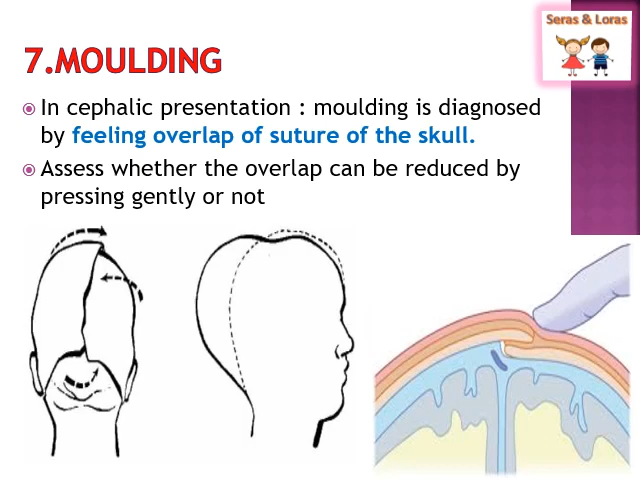 Seras & Loras
7.MOULDING
In cephalic presentation : moulding is diagnosed
by feeling overlap of suture of the skull.
Assess whether the overlap can be reduced by
pressing gently or not